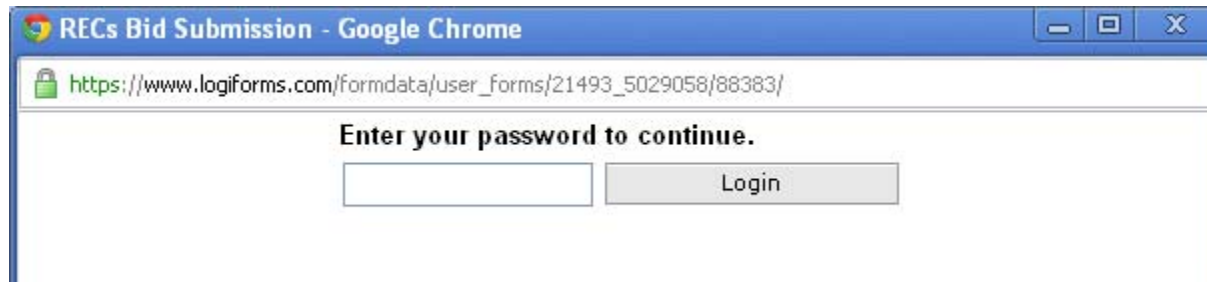 RECs Bid Submission - Google Chrome
https://www.logiforms.com/formdata/user_forms/21493_5029058/88383/
Enter your password to continue.
Login